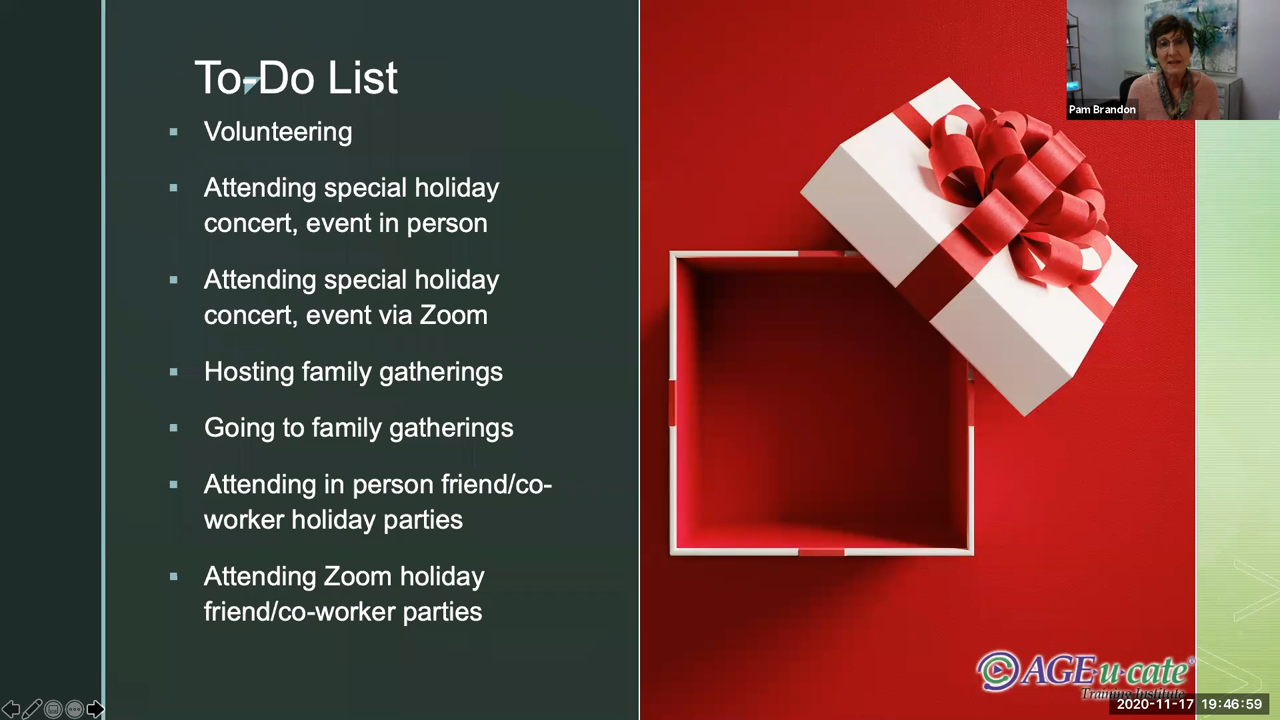 To-Do List
Volunteering
Attending special holiday
concert, event in person
Attending special holiday
concert, event via Zoom
Hosting family gatherings
Going to family gatherings
Attending in person friend/co-
worker holiday parties
Attending Zoom holiday
friend/co-worker parties
Pam Brandon
AGEucate®
Training Institute
2020-11-17 19:46:59